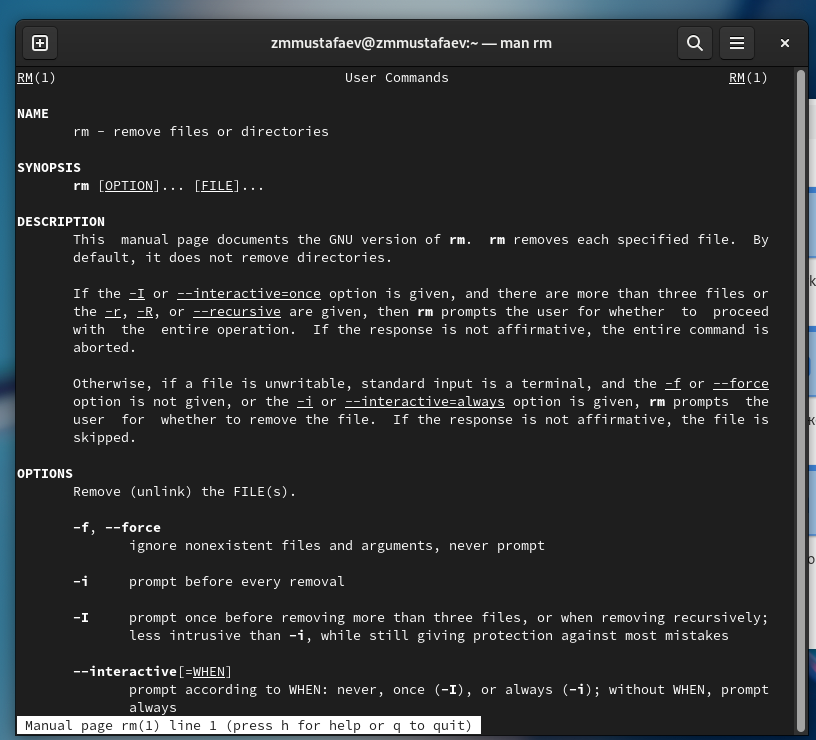 zmmustafaev@zmmustafaev:~ — man rm
RM(1) User Commands RM(1)
NAME
rm - remove files or directories
SYNOPSIS
rm [OPTION]... [FILE]...
DESCRIPTION
This  manual page documents the GNU version of rm.  rm removes each specified file.  By
default, it does not remove directories.
If the -I or --interactive=once option is given, and there are more than three files or
the -r, -R, or --recursive are given, then rm prompts the user for whether  to  proceed
with  the  entire operation.  If the response is not affirmative, the entire command is
aborted.
Otherwise, if a file is unwritable, standard input is a terminal, and the -f or --force
option is not given, or the -i or --interactive=always option is given, rm prompts  the
user  for  whether to remove the file.  If the response is not affirmative, the file is
skipped.
OPTIONS
Remove (unlink) the FILE(s).
-f, --force
ignore nonexistent files and arguments, never prompt
-i prompt before every removal
-I prompt once before removing more than three files, or when removing recursively;
less intrusive than -i, while still giving protection against most mistakes
--interactive[=WHEN]
prompt according to WHEN: never, once (-I), or always (-i); without WHEN, prompt
always
Manual page rm(1) line 1 (press h for help or q to quit)